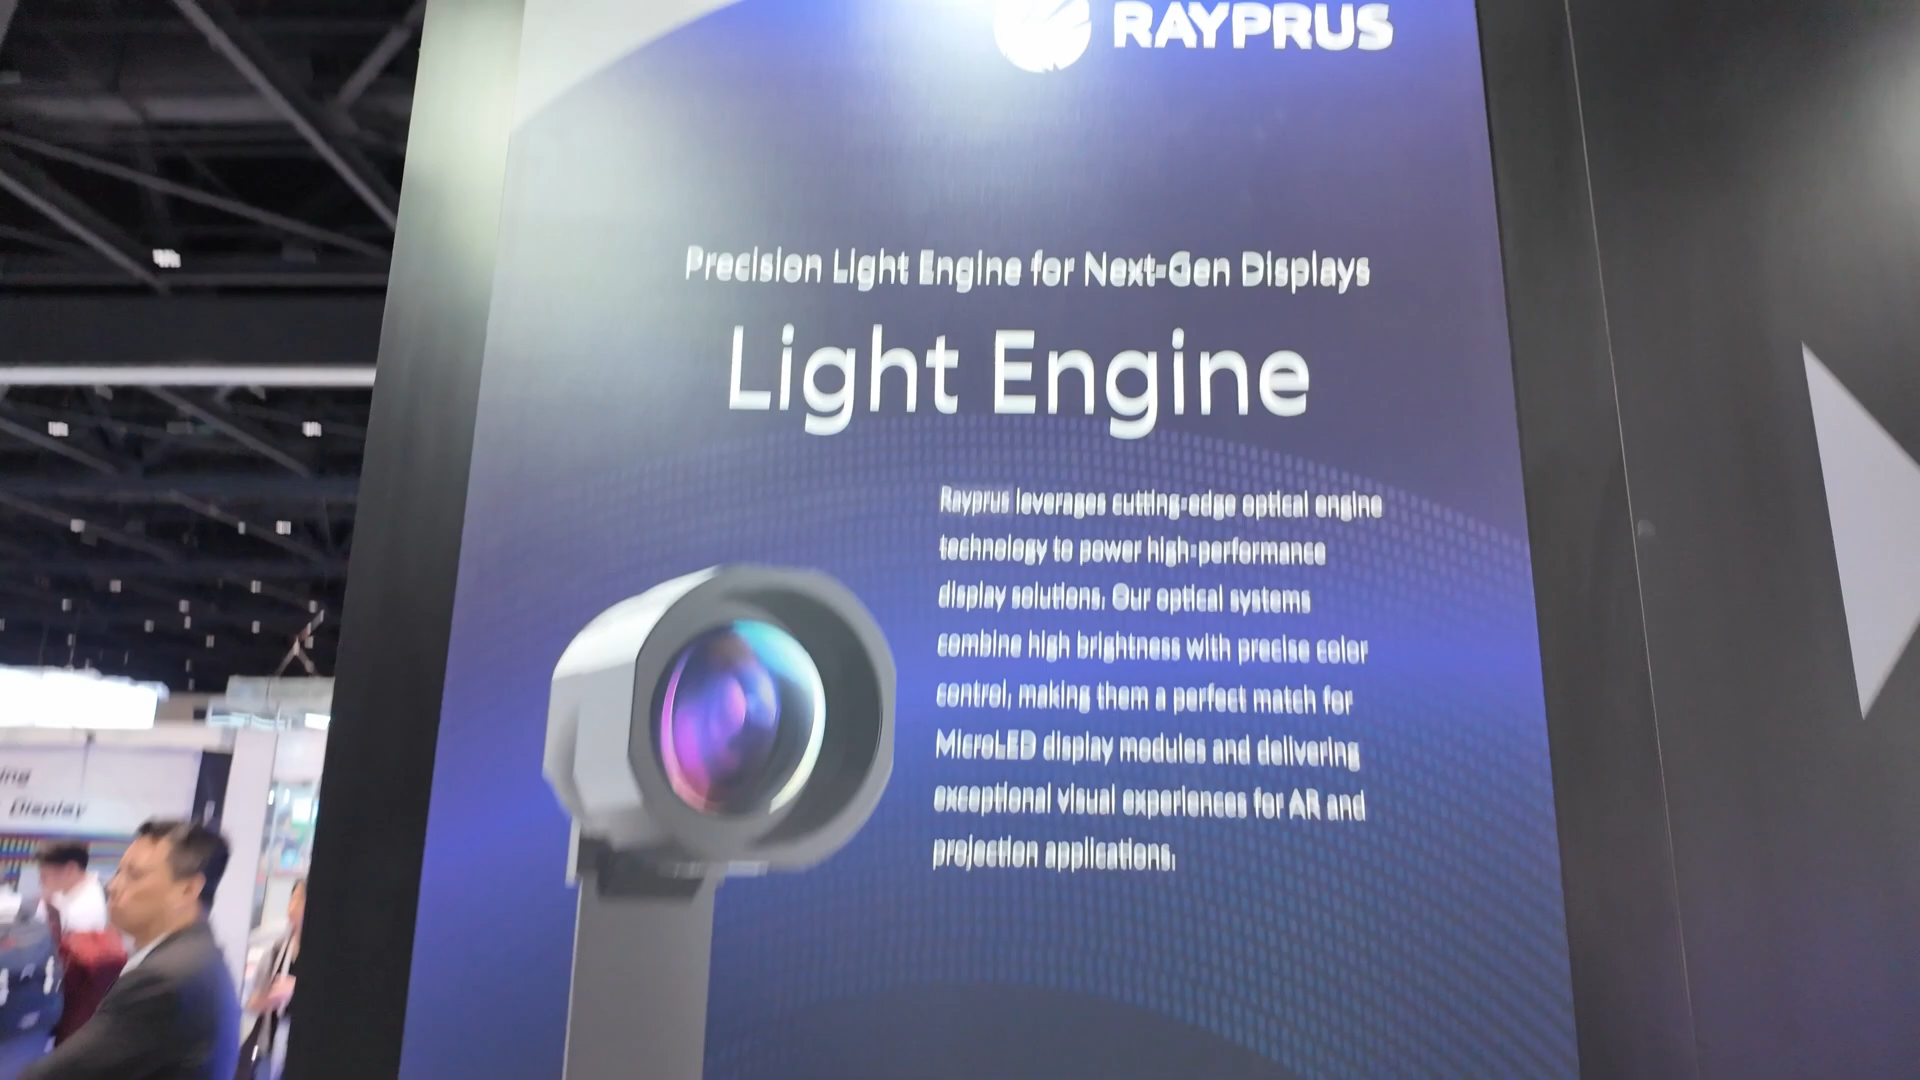 RAYPRUS
Precision Light Engine for Next-Gen Displays
Light Engine
Rayprus leverages cutting-edge optical engine
technology to power high-performance
display solutions. Our optical systems
combine high brightness with precise color
control, making them a perfect match for
MicroLED display modules and delivering
exceptional visual experiences for AR and
projection applications.
Display